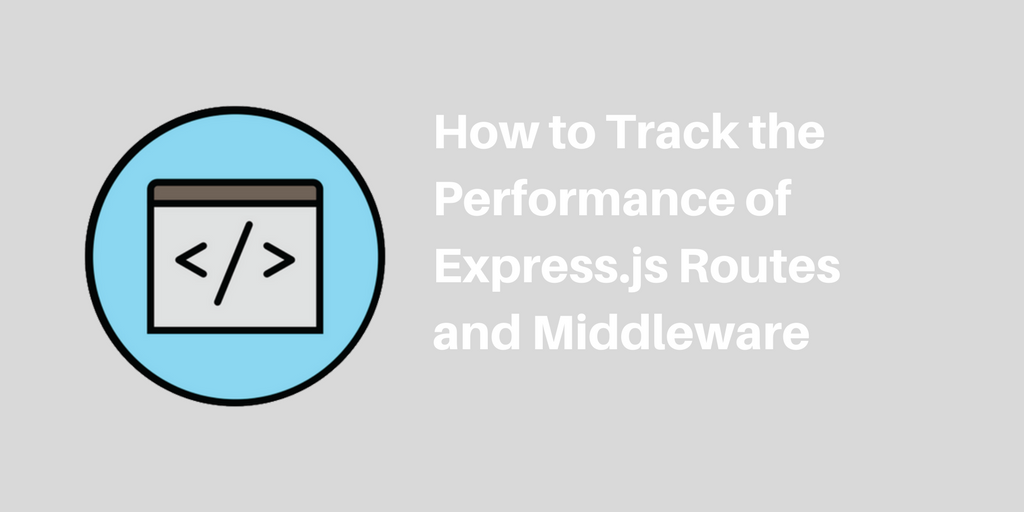 How to Track the
Performance of
Express.js Routes
and Middleware
</>